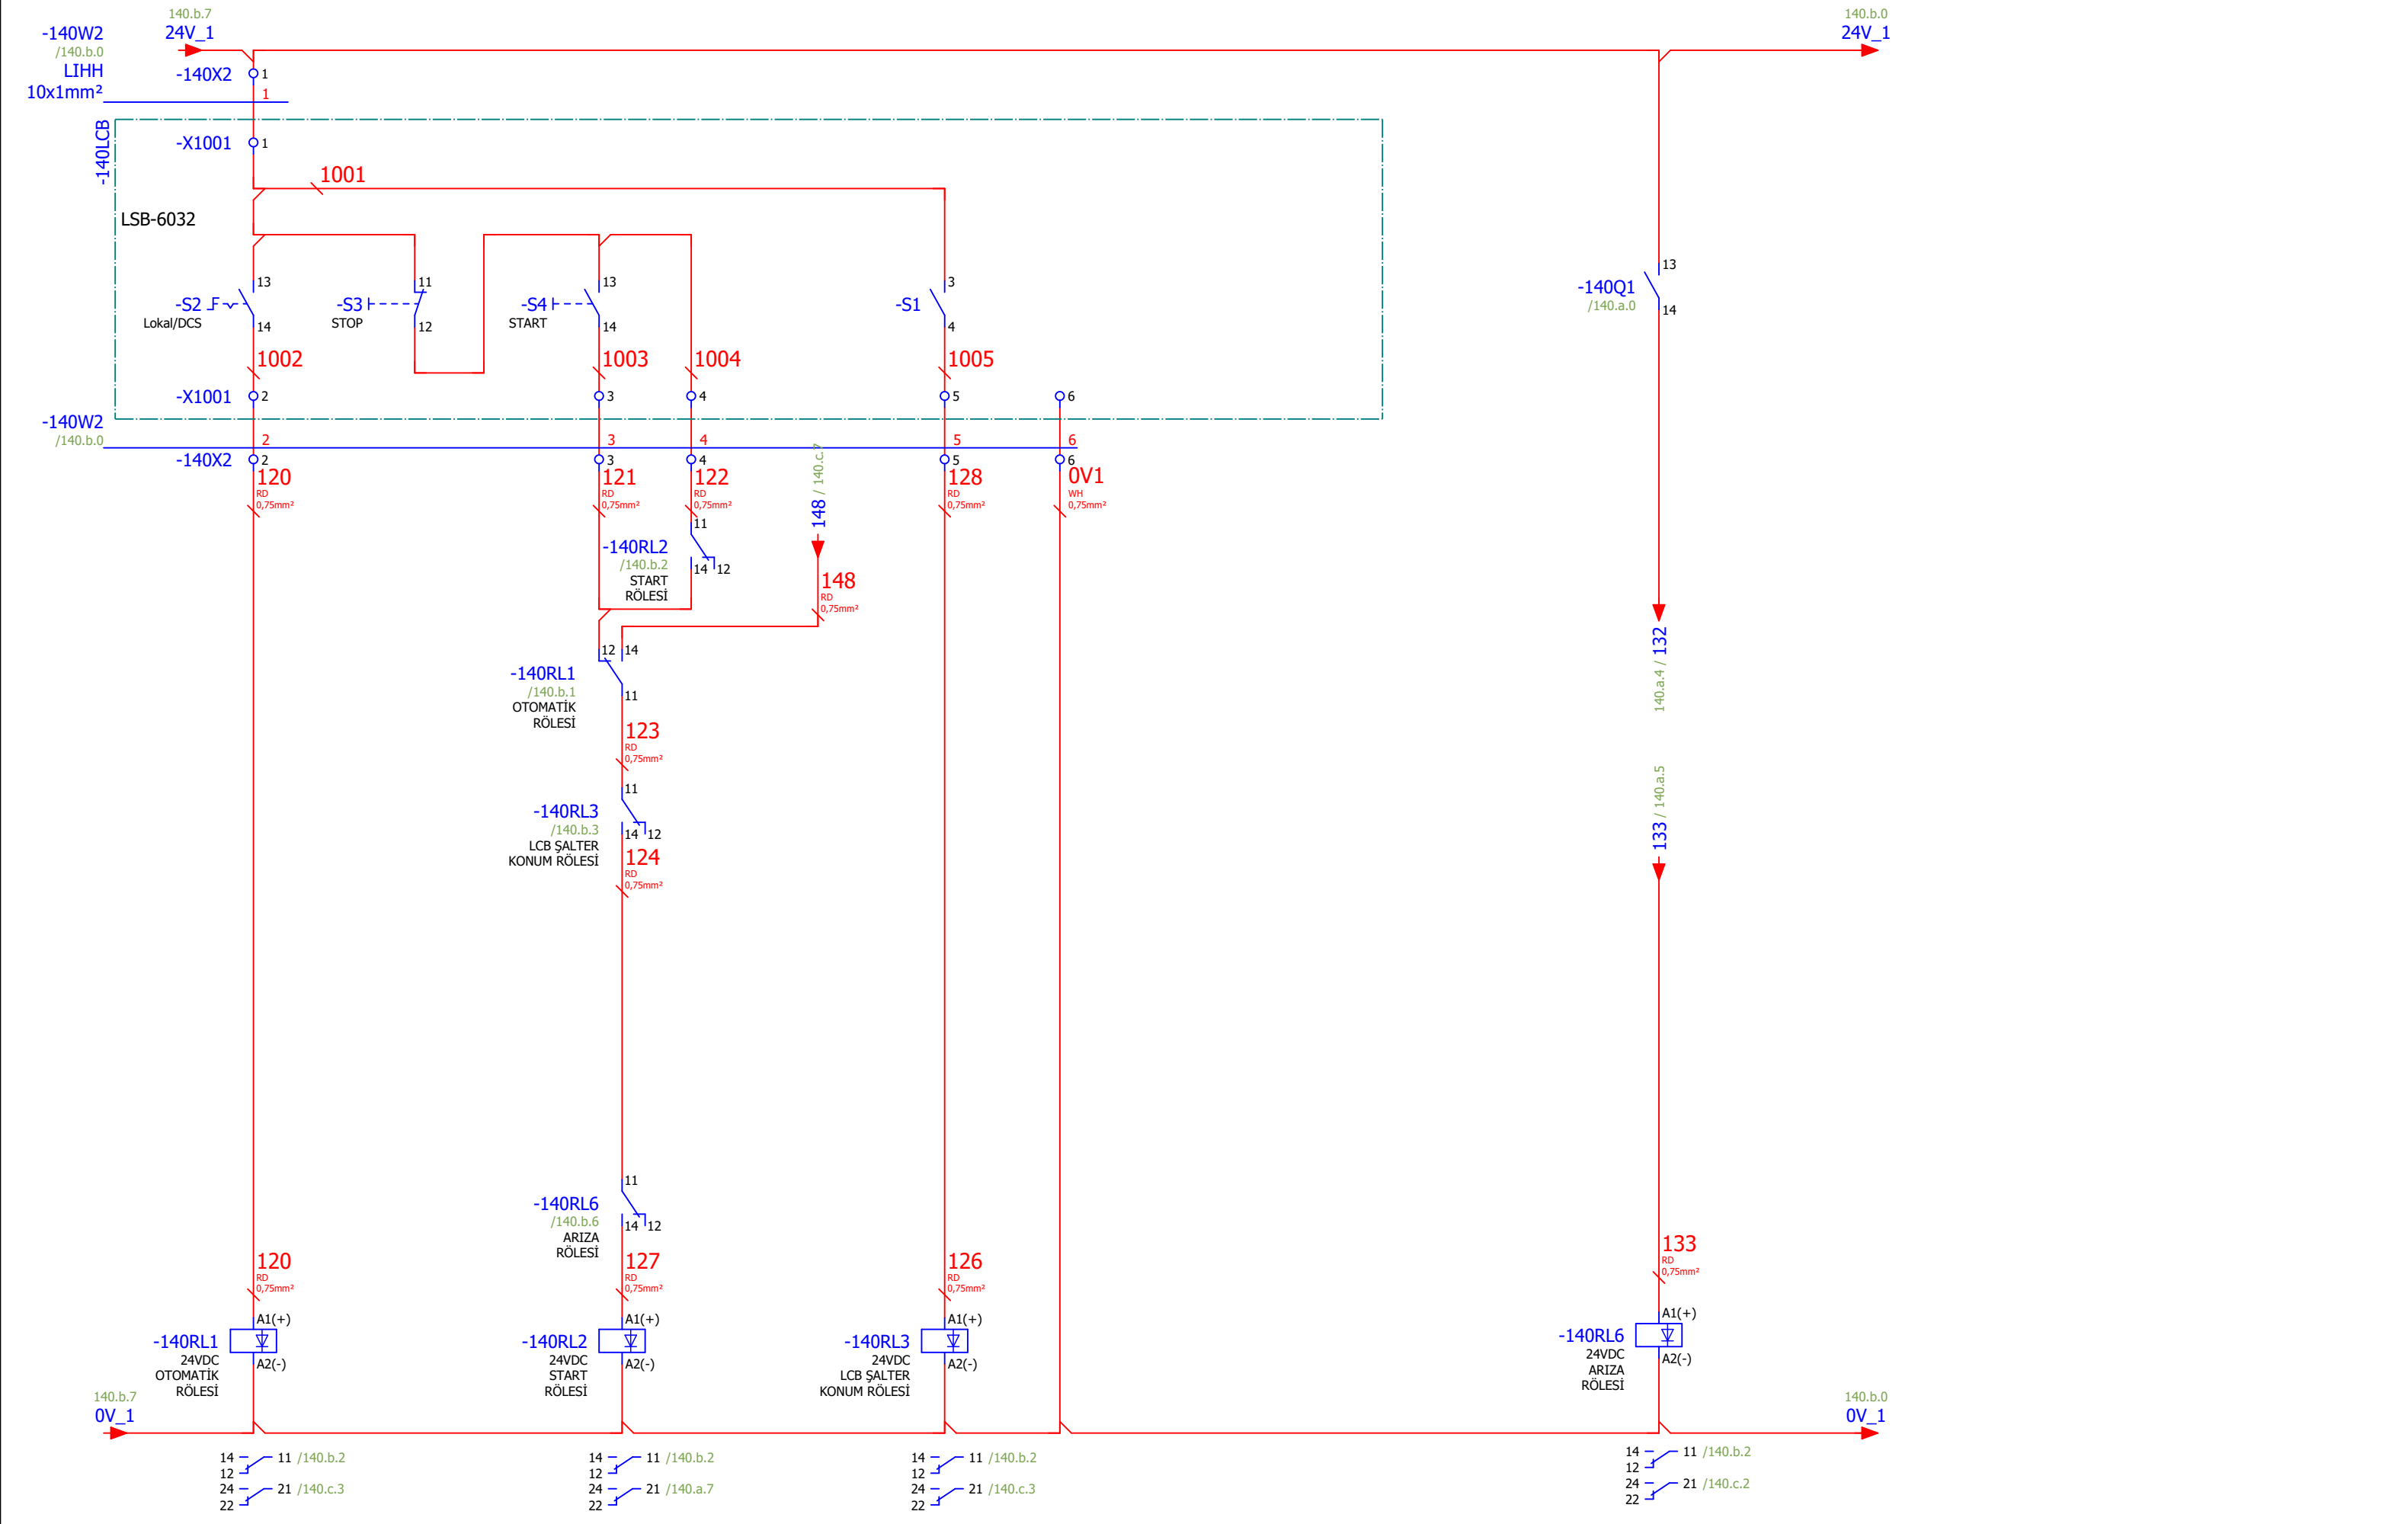 140.b.7
24V_1
140.b.0
24V_1
-140W2
/140.b.0
LIHH
10x1mm²
-140X2
1
1
-140LCB
-X1001
1
1001
LSB-6032
13
-S2
Lokal/DCS
14
11
-S3
STOP
12
13
-S4
START
14
3
-S1
4
13
-140Q1
/140.a.0
14
1002
1003
1004
1005
-X1001
2
3
4
5
6
-140W2
/140.b.0
2
3
4
5
6
-140X2
2
3
4
5
6
120
RD
0,75mm²
121
RD
0,75mm²
122
RD
0,75mm²
148 / 140.c.7
128
RD
0,75mm²
0V1
WH
0,75mm²
11
-140RL2
/140.b.2
START
RÖLESİ
14
12
148
RD
0,75mm²
140.a.4 / 132
12
14
-140RL1
/140.b.1
OTOMATİK
RÖLESİ
11
123
RD
0,75mm²
133 / 140.a.5
11
-140RL3
/140.b.3
LCB ŞALTER
KONUM RÖLESİ
14
12
124
RD
0,75mm²
11
-140RL6
/140.b.6
ARIZA
RÖLESİ
14
12
120
RD
0,75mm²
127
RD
0,75mm²
126
RD
0,75mm²
133
RD
0,75mm²
A1(+)
-140RL1
24VDC
OTOMATİK
RÖLESİ
A2(-)
A1(+)
-140RL2
24VDC
START
RÖLESİ
A2(-)
A1(+)
-140RL3
24VDC
LCB ŞALTER
KONUM RÖLESİ
A2(-)
A1(+)
-140RL6
24VDC
ARIZA
RÖLESİ
A2(-)
140.b.7
0V_1
140.b.0
0V_1
14 11 /140.b.2
12
24 21 /140.c.3
22
14 11 /140.b.2
12
24 21 /140.a.7
22
14 11 /140.b.2
12
24 21 /140.c.3
22
14 11 /140.b.2
12
24 21 /140.c.2
22